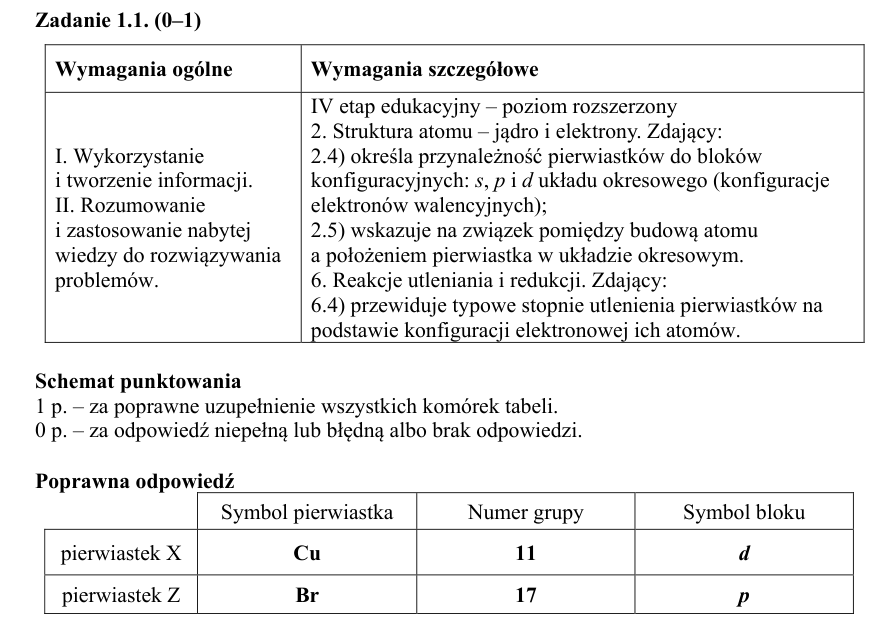 Zadanie 1.1. (0–1)
Wymagania ogólne
Wymagania szczegółowe
I. Wykorzystanie
i tworzenie informacji.
II. Rozumowanie
i zastosowanie nabytej
wiedzy do rozwiązywania
problemów.
IV etap edukacyjny – poziom rozszerzony
2. Struktura atomu – jądro i elektrony. Zdający:
2.4) określa przynależność pierwiastków do bloków
konfiguracyjnych: s, p i d układu okresowego (konfiguracje
elektronów walencyjnych);
2.5) wskazuje na związek pomiędzy budową atomu
a położeniem pierwiastka w układzie okresowym.
6. Reakcje utleniania i redukcji. Zdający:
6.4) przewiduje typowe stopnie utlenienia pierwiastków na
podstawie konfiguracji elektronowej ich atomów.
Schemat punktowania
1 p. – za poprawne uzupełnienie wszystkich komórek tabeli.
0 p. – za odpowiedź niepełną lub błędną albo brak odpowiedzi.
Poprawna odpowiedź
Symbol pierwiastka Numer grupy Symbol bloku
pierwiastek X Cu 11 d
pierwiastek Z Br 17 p